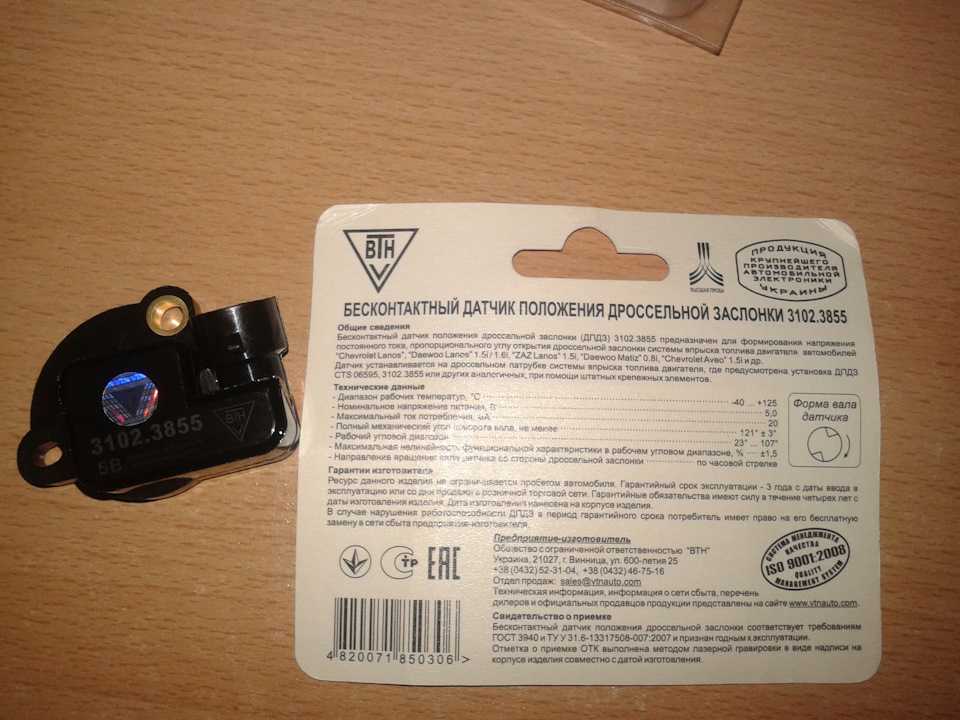 ВТН
ВЫСШАЯ ПРОБА
ПРОДУКЦИЯ
КРУПНЕЙШЕГО
ПРОИЗВОДИТЕЛЯ
АВТОМОБИЛЬНОЙ
ЭЛЕКТРОНИКИ
УКРАИНЫ
БЕСКОНТАКТНЫЙ ДАТЧИК ПОЛОЖЕНИЯ ДРОССЕЛЬНОЙ ЗАСЛОНКИ 3102.3855
Общие сведения
Бесконтактный датчик положения дроссельной заслонки (ДПДЗ) 3102.3855 предназначен для формирования напряжения
постоянного тока, пропорционального углу открытия дроссельной заслонки системы впрыска топлива двигателя автомобилей
"Chevrolet Lanos", "Daewoo Lanos" 1.5i / 1.6i, "ZAZ Lanos" 1.5i, "Daewoo Matiz" 0.8i, "Chevrolet Aveo" 1.5i и др.
Датчик устанавливается на дроссельном патрубке системы впрыска топлива двигателя, где предусмотрена установка ДПДЗ
CTS 06595, 3102.3855 или других аналогичных, при помощи штатных крепежных элементов.
Технические данные
- Диапазон рабочих температур, °С -40 ... +125
- Номинальное напряжение питания, В 5,0
- Максимальный ток потребления, мА 20
- Полный механический угол поворота вала, не менее 121° ± 3°
- Рабочий угловой диапазон 23° ... 107°
- Максимальная нелинейность функциональной характеристики в рабочем угловом диапазоне, % ±1,5
- Направление вращения вала датчика со стороны дроссельной заслонки по часовой стрелке
Форма вала
датчика
Гарантии изготовителя
Ресурс данного изделия не ограничивается пробегом автомобиля. Гарантийный срок эксплуатации - 3 года с даты ввода в
эксплуатацию или со дня продажи в розничной торговой сети. Гарантийные обязательства имеют силу в течение четырех лет с
даты изготовления изделия. Дата изготовления нанесена на корпусе изделия.
В случае нарушения работоспособности ДПДЗ в период гарантийного срока потребитель имеет право на его бесплатную
замену в сети сбыта предприятия-изготовителя.
Предприятие-изготовитель
Общество с ограниченной ответственностью "ВТН"
Украина, 21027, г. Винница, ул. 600-летия 25
+38 (0432) 52-31-04, +38 (0432) 46-75-16
Отдел продаж: sales@vtnauto.com
Техническая информация, информация о сети сбыта, перечень
дилеров и официальных продавцов продукции представлены на сайте www.vtnauto.com.
Свидетельство о приемке
Бесконтактный датчик положения дроссельной заслонки соответствует требованиям
ГОСТ 3940 и ТУ У 31.6-13317508-007:2007 и признан годным к эксплуатации.
Отметка о приемке ОТК выполнена методом лазерной гравировки в виде надписи на
корпусе изделия совместно с датой изготовления.
СИСТЕМА МЕНЕДЖМЕНТА
КАЧЕСТВА
ISO 9001:2008
QUALITY
MANAGEMENT SYSTEM
ТР
EAC
4 820071 850306 >
3102.3855
5В
ВТН